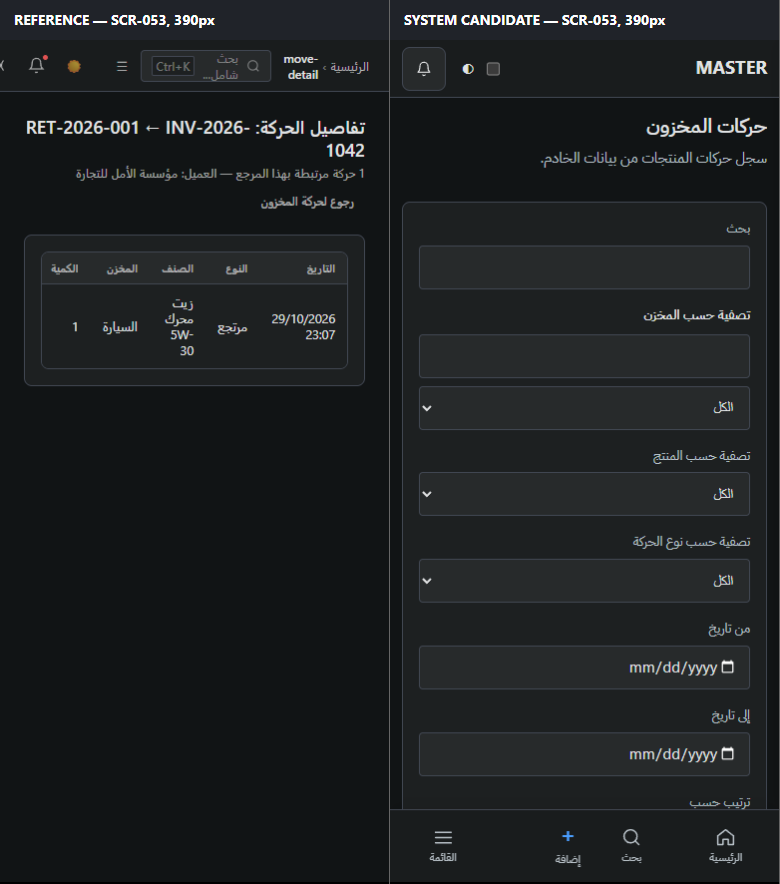 REFERENCE — SCR-053, 390px
الرئيسية ‹ move-detail
بحث شامل... Ctrl+K
تفاصيل الحركة: RET-2026-001 ← INV-2026-
1042
1 حركة مرتبطة بهذا المرجع — العميل: مؤسسة الأمل للتجارة
رجوع لحركة المخزون
التاريخ النوع الصنف المخزن الكمية
29/10/2026 23:07 مرتجع زيت محرك 5W-30 السيارة 1
SYSTEM CANDIDATE — SCR-053, 390px
MASTER
حركات المخزون
سجل حركات المنتجات من بيانات الخادم.
بحث
تصفية حسب المخزن
الكل
تصفية حسب المنتج
الكل
تصفية حسب نوع الحركة
الكل
من تاريخ
mm/dd/yyyy
إلى تاريخ
mm/dd/yyyy
ترتيب حسب
الرئيسية بحث إضافة القائمة